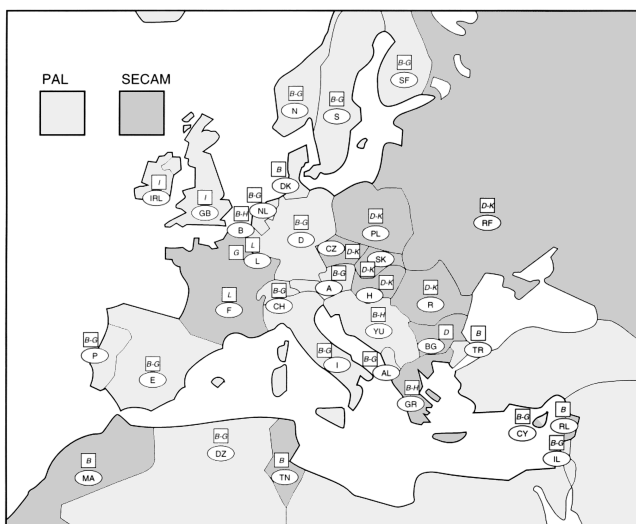 PAL SECAM
B-G
N
B-G
S
B-G
SF
I
IRL
I
GB
B
DK
B-G
NL
B-H
B
B-G
D
D-K
PL
D-K
RF
G
L
L
CZ
D-K
SK
D-K
B-G
A
D-K
H
D-K
R
L
F
B-G
CH
B-H
YU
D
BG
B
TR
B-G
P
B-G
E
B-G
I
B-G
AL
B-H
GR
B-G
CY
B
RL
B-G
IL
B
MA
B-G
DZ
B
TN